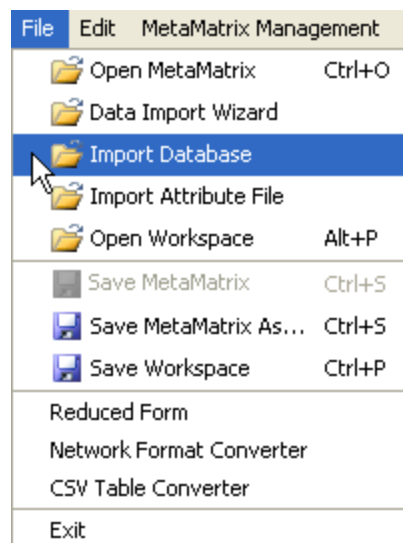 File Edit MetaMatrix Management
Open MetaMatrix Ctrl+O
Data Import Wizard
Import Database
Import Attribute File
Open Workspace Alt+P
Save MetaMatrix Ctrl+S
Save MetaMatrix As... Ctrl+S
Save Workspace Ctrl+P
Reduced Form
Network Format Converter
CSV Table Converter
Exit